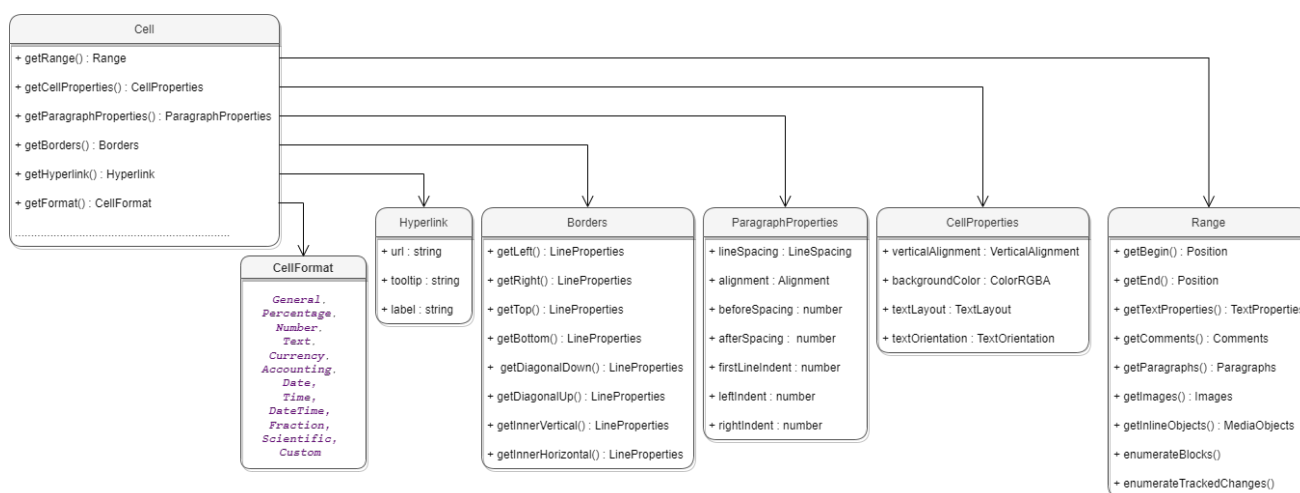 Cell
+ getRange() : Range
+ getCellProperties() : CellProperties
+ getParagraphProperties() : ParagraphProperties
+ getBorders() : Borders
+ getHyperlink() : Hyperlink
+ getFormat() : CellFormat
CellFormat
General,
Percentage,
Number,
Text,
Currency,
Accounting,
Date,
Time,
DateTime,
Fraction,
Scientific,
Custom
Hyperlink
+ url : string
+ tooltip : string
+ label : string
Borders
+ getLeft() : LineProperties
+ getRight() : LineProperties
+ getTop() : LineProperties
+ getBottom() : LineProperties
+ getDiagonalDown() : LineProperties
+ getDiagonalUp() : LineProperties
+ getInnerVertical() : LineProperties
+ getInnerHorizontal() : LineProperties
ParagraphProperties
+ lineSpacing : LineSpacing
+ alignment : Alignment
+ beforeSpacing : number
+ afterSpacing : number
+ firstLineIndent : number
+ leftIndent : number
+ rightIndent : number
CellProperties
+ verticalAlignment : VerticalAlignment
+ backgroundColor : ColorRGBA
+ textLayout : TextLayout
+ textOrientation : TextOrientation
Range
+ getBegin() : Position
+ getEnd() : Position
+ getTextProperties() : TextProperties
+ getComments() : Comments
+ getParagraphs() : Paragraphs
+ getImages() : Images
+ getInlineObjects() : MediaObjects
+ enumerateBlocks()
+ enumerateTrackedChanges()